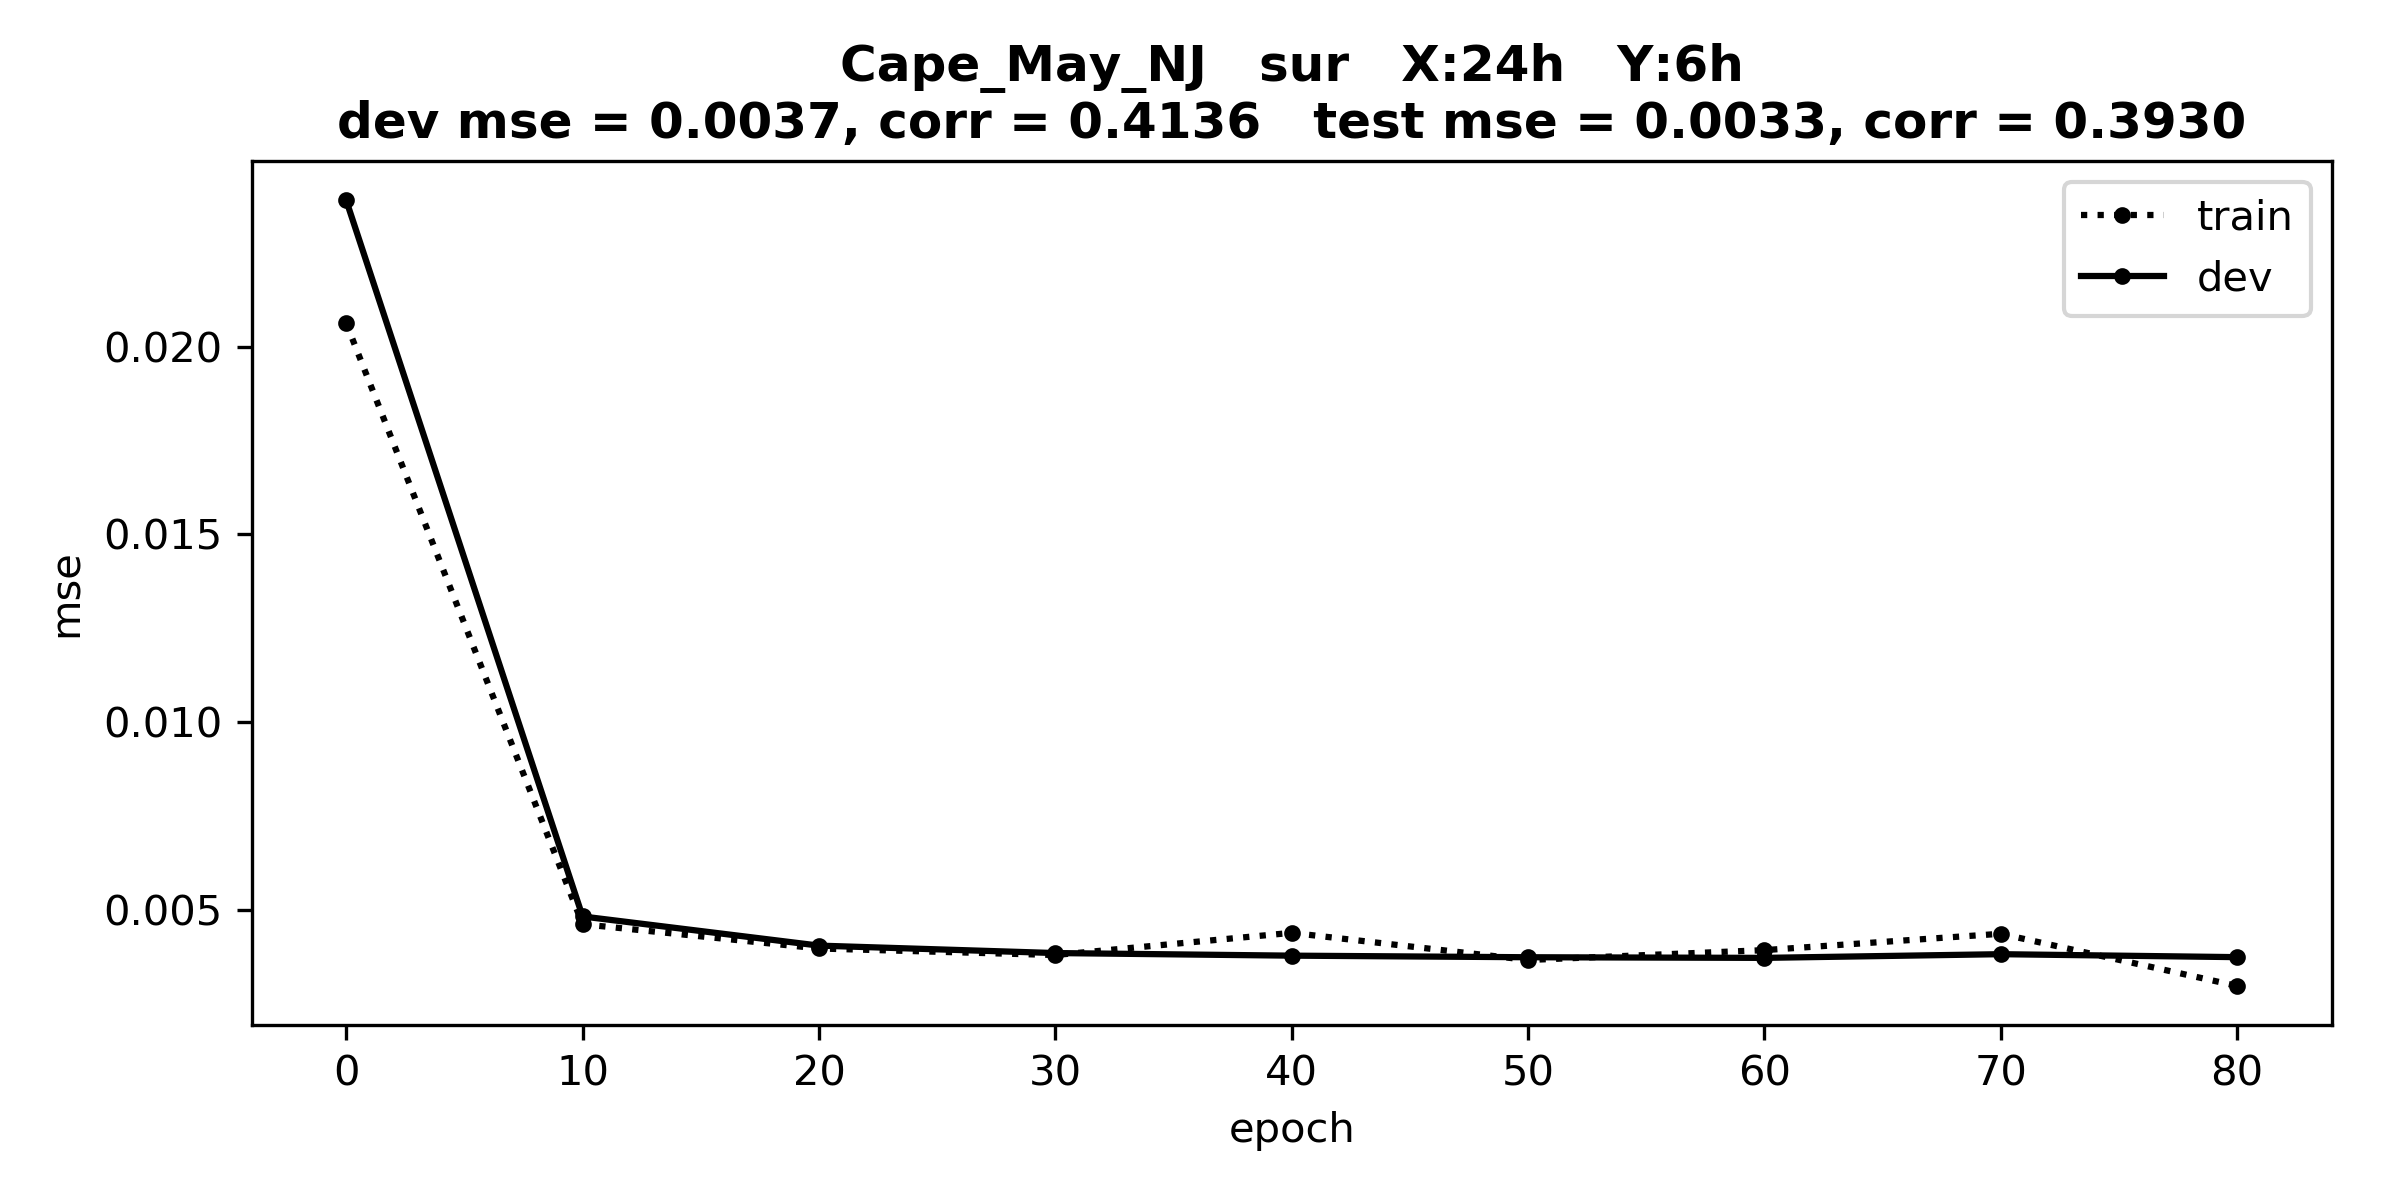 Cape_May_NJ sur X:24h Y:6h
dev mse = 0.0037, corr = 0.4136 test mse = 0.0033, corr = 0.3930
train
dev
0.020
0.015
0.010
0.005
mse
0 10 20 30 40 50 60 70 80
epoch